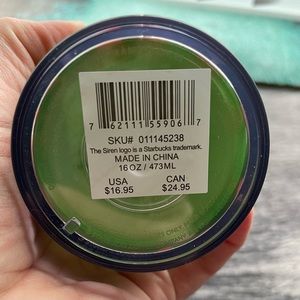 7 62111 55906 7
SKU# 011145238
The Siren logo is a Starbucks trademark.
MADE IN CHINA
16 OZ / 473ML
USA CAN
$16.95 $24.95